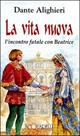 Dante Alighieri
La vita nuova
l'incontro fatale con Beatrice